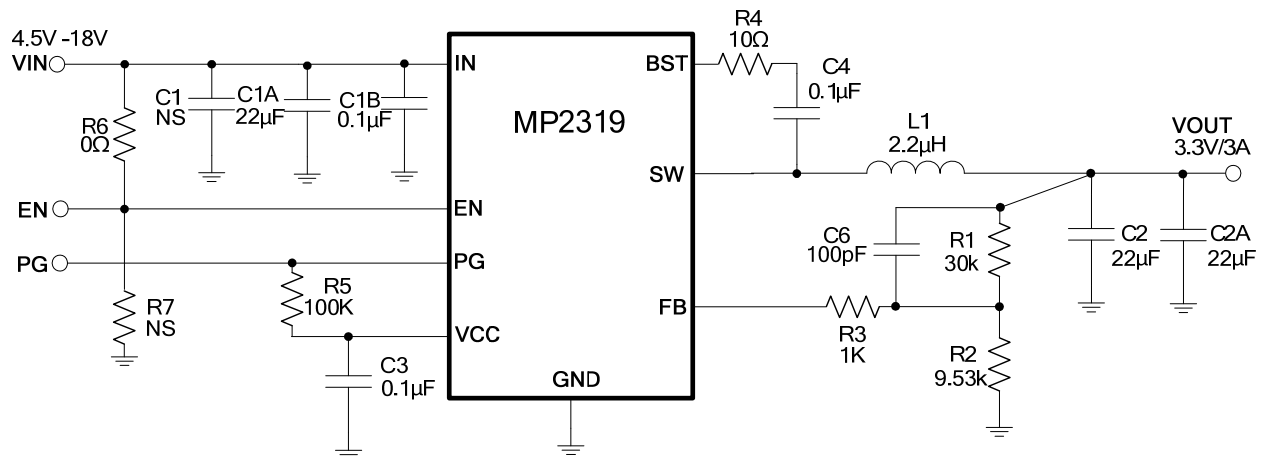 4.5V -18V
VIN
R6
0Ω
C1
NS
C1A
22µF
C1B
0.1µF
EN
PG
R7
NS
R5
100K
C3
0.1µF
IN
EN
PG
VCC
GND
MP2319
BST
SW
FB
R4
10Ω
C4
0.1µF
L1
2.2µH
VOUT
3.3V/3A
C6
100pF
R1
30k
R3
1K
R2
9.53k
C2
22µF
C2A
22µF